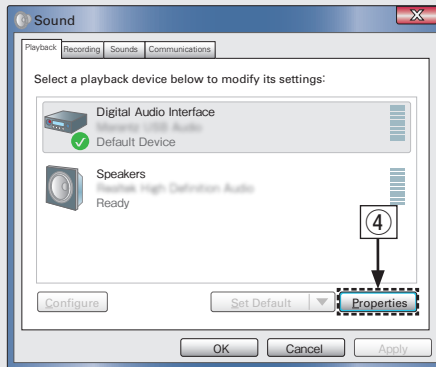 Sound
Playback Recording Sounds Communications
Select a playback device below to modify its settings:
Digital Audio Interface
Default Device
Speakers
Ready
④
Configure Set Default Properties
OK Cancel Apply